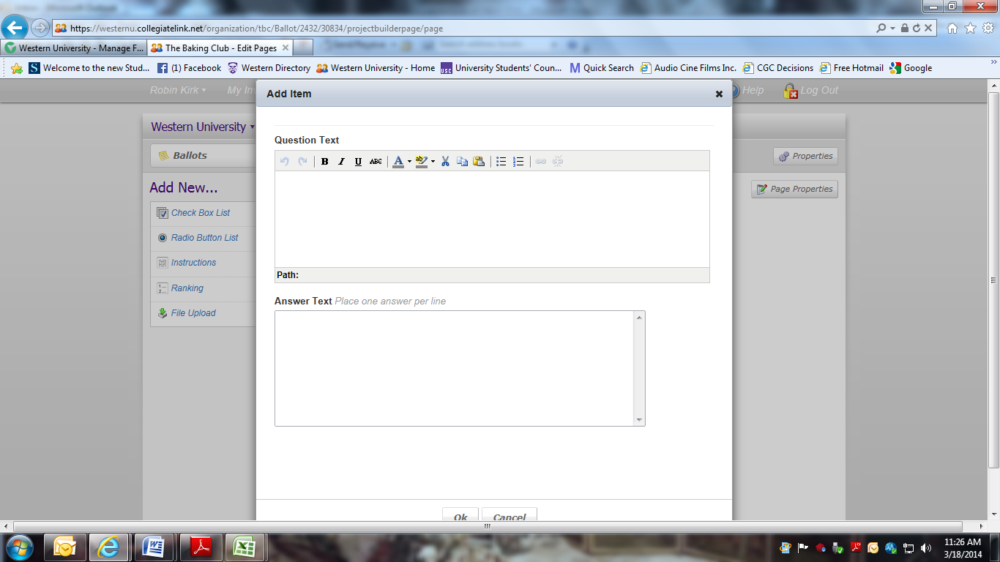 https://westernu.collegiatelink.net/organization/tbc/Ballot/2432/30834/projectbuilderpage/page
Western University - Manage F... The Baking Club - Edit Pages
Welcome to the new Stud... (1) Facebook Western Directory Western University - Home University Students' Coun... Quick Search Audio Cine Films Inc. CGC Decisions Free Hotmail Google
Robin Kirk My Inv Help Log Out
Add Item
Western University
Question Text
Ballots
Properties
B I U ABC A ab
Add New...
Page Properties
Check Box List
Radio Button List
Instructions
Path:
Ranking
Answer Text Place one answer per line
File Upload
Ok Cancel
11:26 AM
3/18/2014